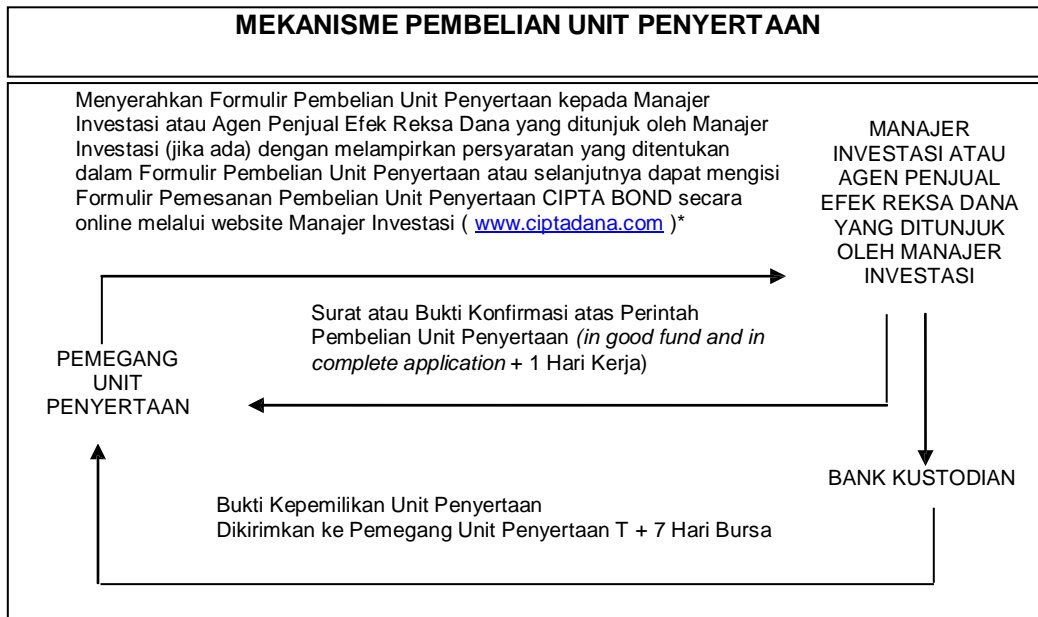 MEKANISME PEMBELIAN UNIT PENYERTAAN
Menyerahkan Formulir Pembelian Unit Penyertaan kepada Manajer
Investasi atau Agen Penjual Efek Reksa Dana yang ditunjuk oleh Manajer
Investasi (jika ada) dengan melampirkan persyaratan yang ditentukan
dalam Formulir Pembelian Unit Penyertaan atau selanjutnya dapat mengisi
Formulir Pemesanan Pembelian Unit Penyertaan CIPTA BOND secara
online melalui website Manajer Investasi ( www.ciptadana.com )*
MANAJER
INVESTASI ATAU
AGEN PENJUAL
EFEK REKSA DANA
YANG DITUNJUK
OLEH MANAJER
INVESTASI
Surat atau Bukti Konfirmasi atas Perintah
Pembelian Unit Penyertaan (in good fund and in
complete application + 1 Hari Kerja)
PEMEGANG
UNIT
PENYERTAAN
BANK KUSTODIAN
Bukti Kepemilikan Unit Penyertaan
Dikirimkan ke Pemegang Unit Penyertaan T + 7 Hari Bursa